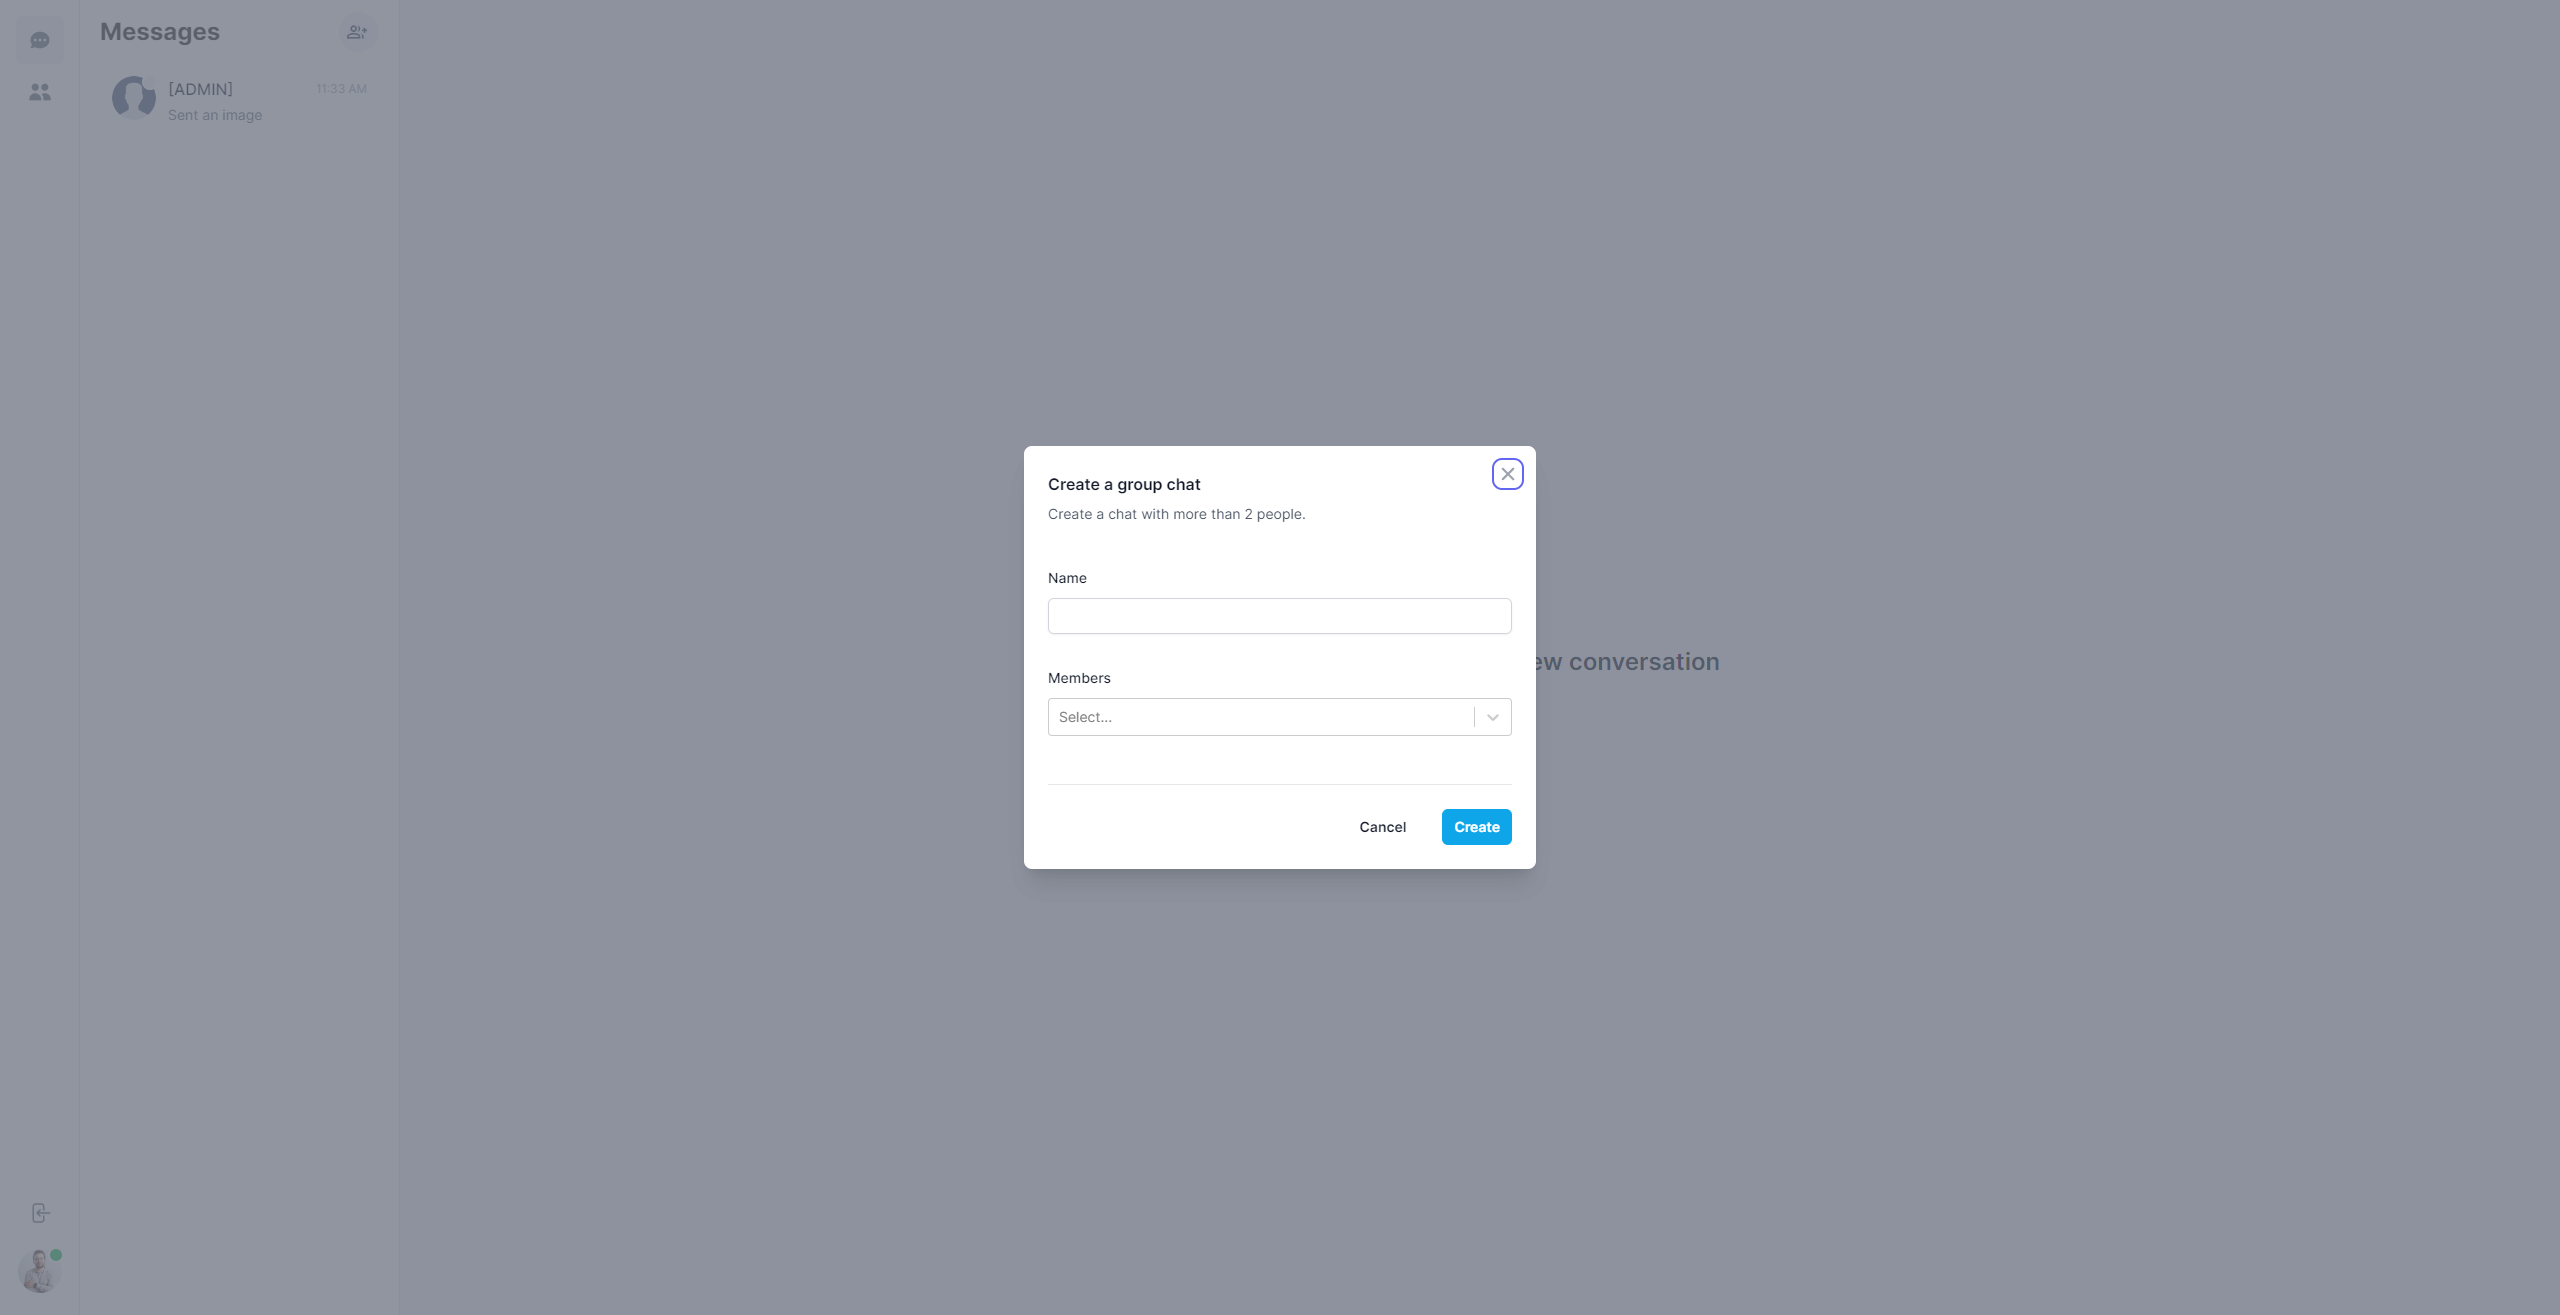 Messages
[ADMIN]
11:33 AM
Sent an image
Create a group chat
Create a chat with more than 2 people.
Name
Members
Select...
Cancel
Create
conversation